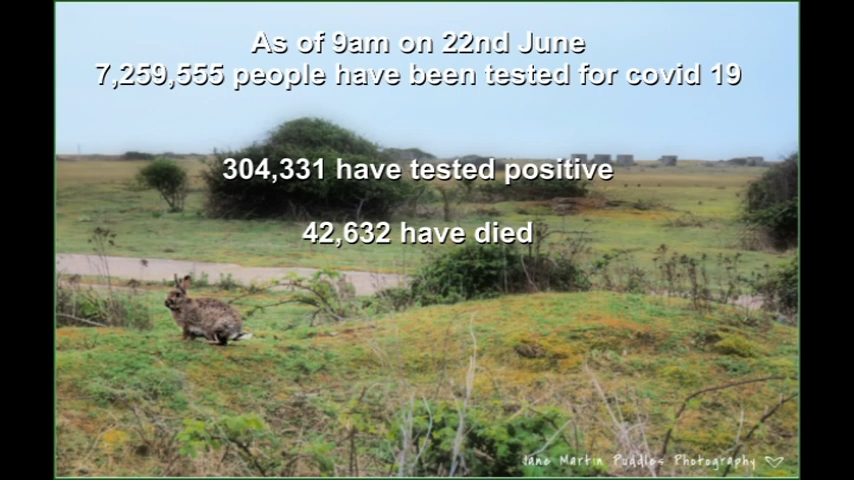 As of 9am on 22nd June
7,259,555 people have been tested for covid 19
304,331 have tested positive
42,632 have died
Jane Martin Puddles Photography